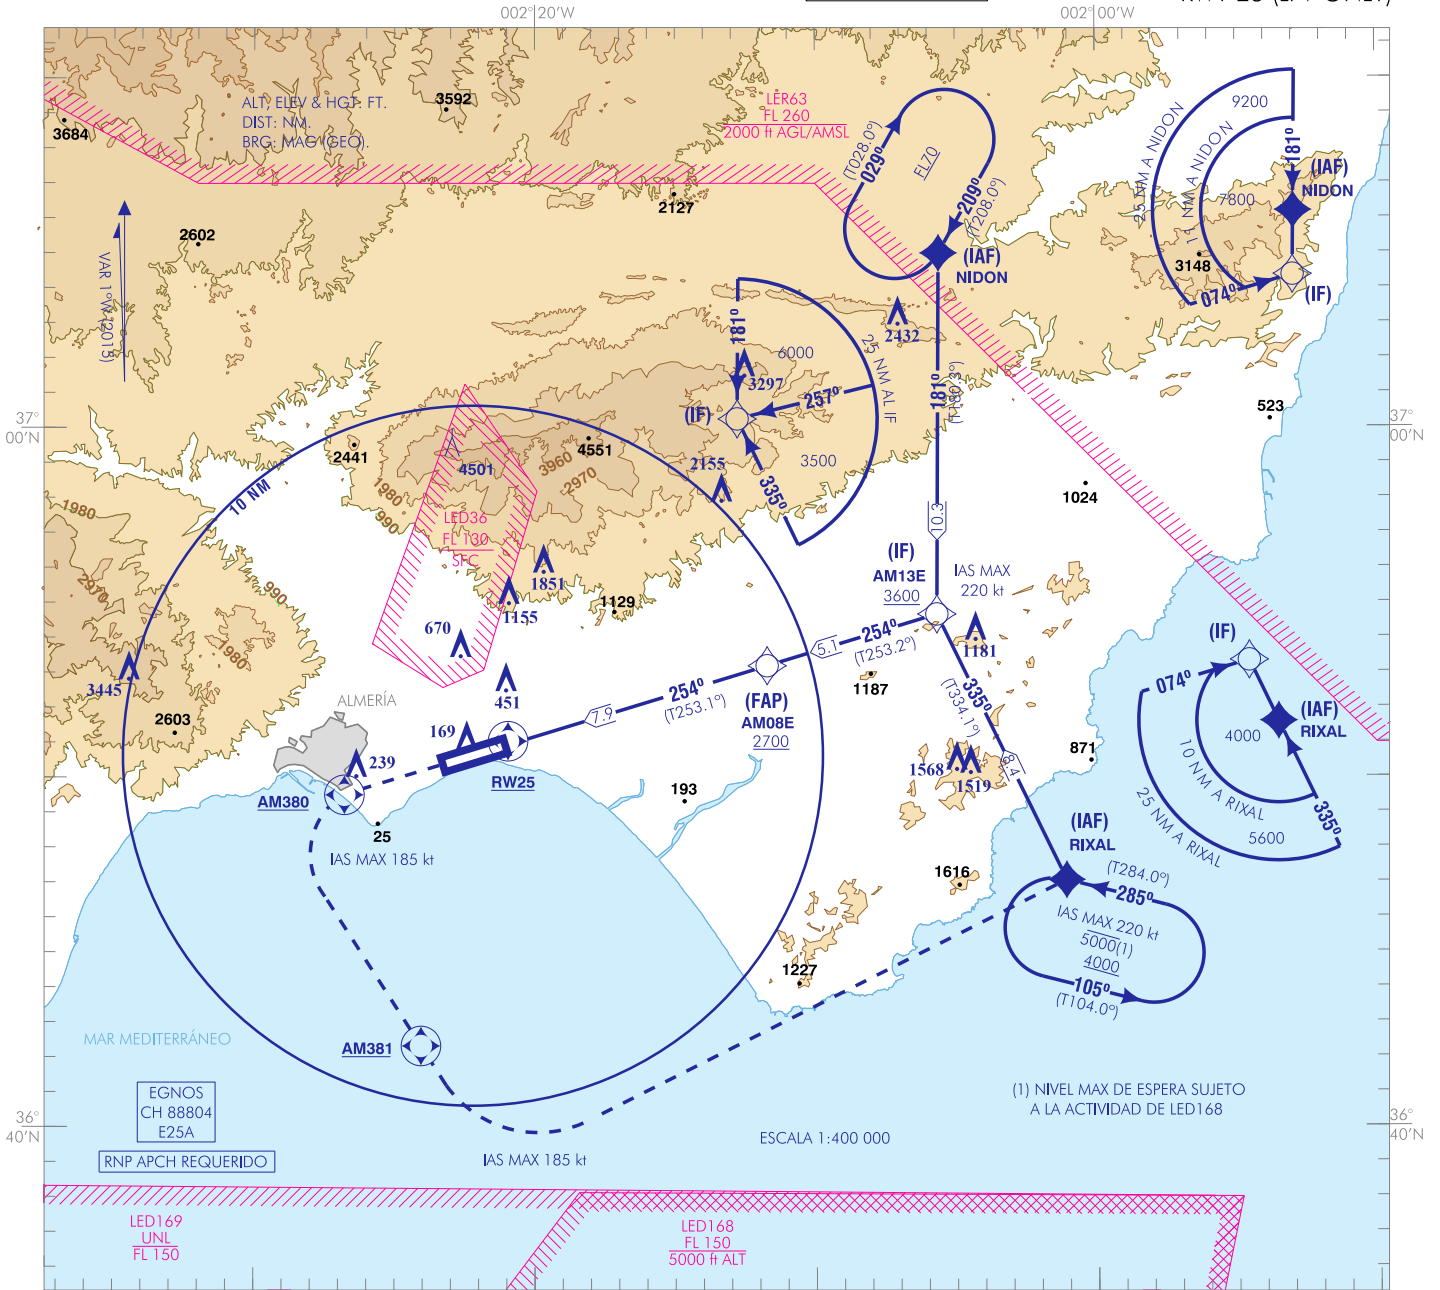 002°20'W
002°00'W
ALT, ELEV & HGT: FT.
DIST: NM.
BRG: MAG (GEO).
3592
3684
LER63
FL 260
2000 ft AGL/AMSL
2127
2602
VAR 1°W (2015)
(T028.0°)
029°
FL70
209°
(T208.0°)
(IAF)
NIDON
25 NM A NIDON
9200
11 NM A NIDON
7800
181°
(IAF)
NIDON
3148
074°
(IF)
2432
181°
6000
3297
25 NM AL IF
(IF)
257°
3500
335°
2155
181°
(T180.3°)
10.3
523
37°
00'N
37°
00'N
2441
4551
4501
3960
2970
1980
990
10 NM
LED36
FL 130
SFC
1024
1980
2970
990
1980
1851
1155
1129
670
(IF)
AM13E
3600
IAS MAX
220 kt
1181
254°
(T253.2°)
5.1
1187
3445
2603
ALMERÍA
451
169
239
254°
(T253.1°)
7.9
(FAP)
AM08E
2700
RW25
AM380
25
IAS MAX 185 kt
193
335°
(T334.1°)
8.4
1568
1519
871
(IF)
074°
4000
(IAF)
RIXAL
10 NM A RIXAL
25 NM A RIXAL
5600
335°
(IAF)
RIXAL
(T284.0°)
285°
IAS MAX 220 kt
5000(1)
4000
105°
(T104.0°)
1616
1227
MAR MEDITERRÁNEO
AM381
EGNOS
CH 88804
E25A
RNP APCH REQUERIDO
IAS MAX 185 kt
ESCALA 1:400 000
(1) NIVEL MAX DE ESPERA SUJETO
A LA ACTIVIDAD DE LED168
36°
40'N
36°
40'N
LED169
UNL
FL 150
LED168
FL 150
5000 ft ALT